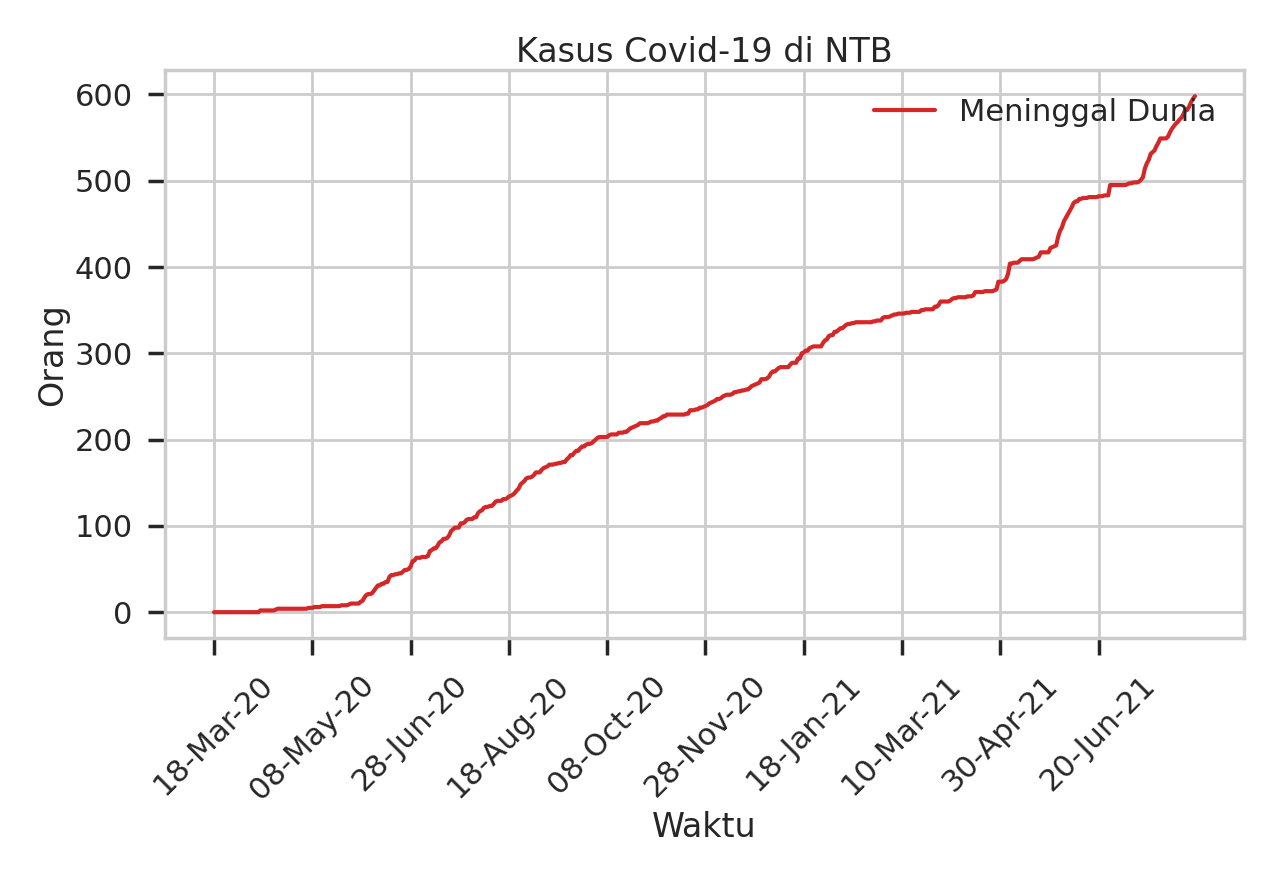 Kasus Covid-19 di NTB
Meninggal Dunia
600
500
400
300
200
100
0
Orang
18-Mar-20
08-May-20
28-Jun-20
18-Aug-20
08-Oct-20
28-Nov-20
18-Jan-21
10-Mar-21
30-Apr-21
20-Jun-21
Waktu